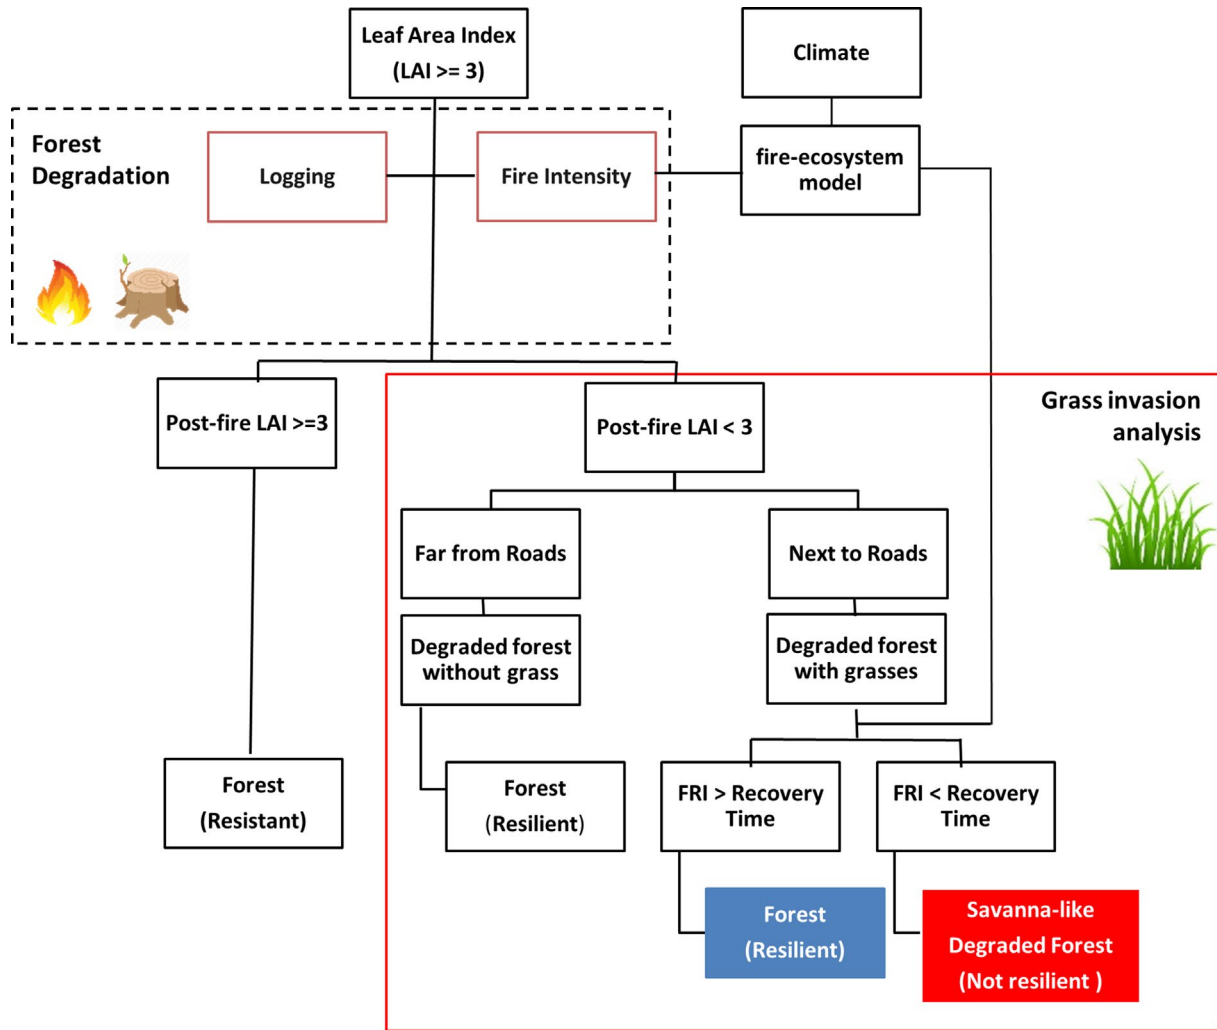 Leaf Area Index
(LAI >= 3)
Climate
Forest
Degradation
Logging
Fire Intensity
fire-ecosystem
model
Post-fire LAI >=3
Post-fire LAI < 3
Grass invasion
analysis
Far from Roads
Next to Roads
Degraded forest
without grass
Degraded forest
with grasses
Forest
(Resistant)
Forest
(Resilient)
FRI > Recovery
Time
FRI < Recovery
Time
Forest
(Resilient)
Savanna-like
Degraded Forest
(Not resilient )